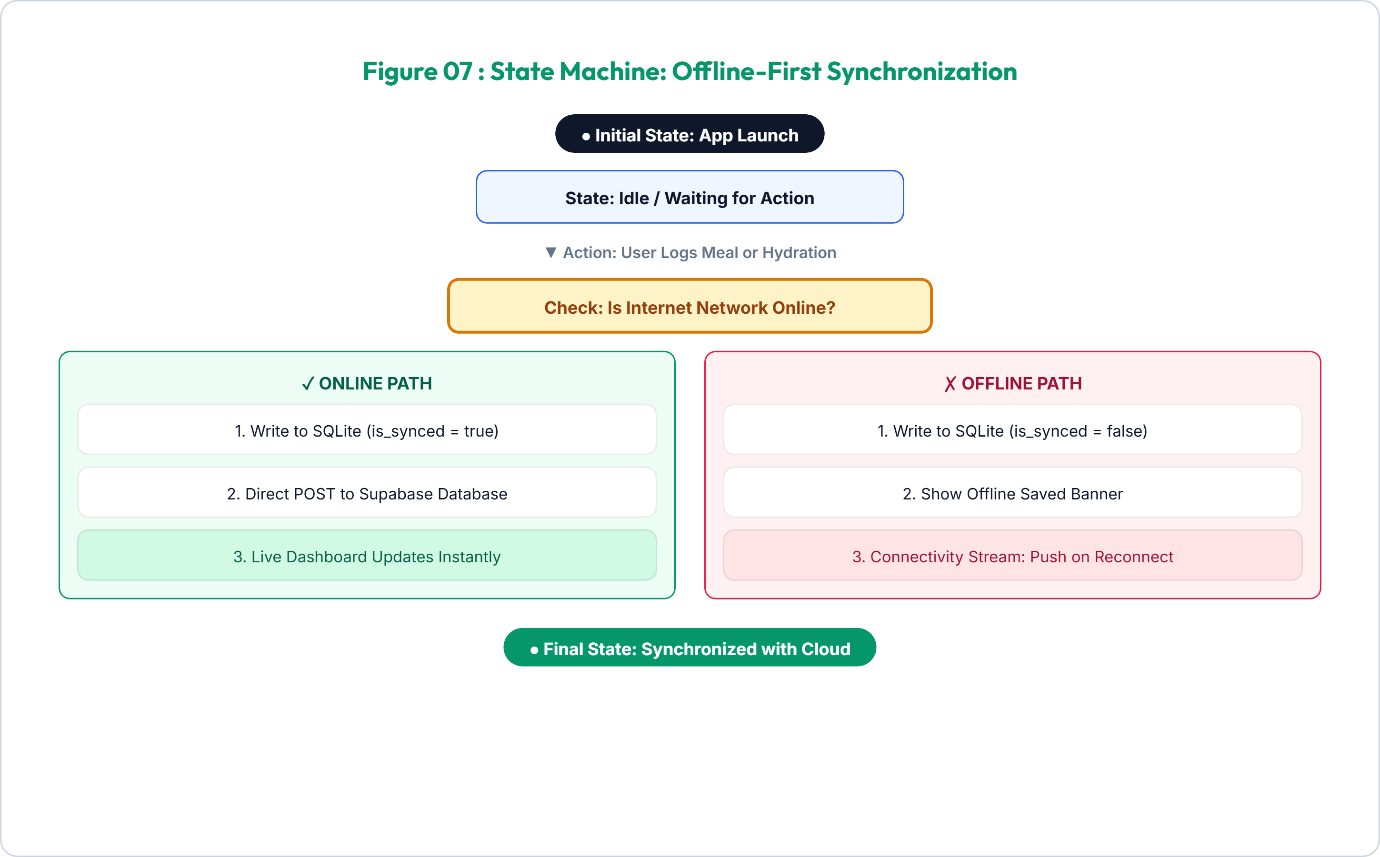 Figure 07 : State Machine: Offline-First Synchronization
● Initial State: App Launch
State: Idle / Waiting for Action
▼ Action: User Logs Meal or Hydration
Check: Is Internet Network Online?
✓ ONLINE PATH
1. Write to SQLite (is_synced = true)
2. Direct POST to Supabase Database
3. Live Dashboard Updates Instantly
✗ OFFLINE PATH
1. Write to SQLite (is_synced = false)
2. Show Offline Saved Banner
3. Connectivity Stream: Push on Reconnect
● Final State: Synchronized with Cloud